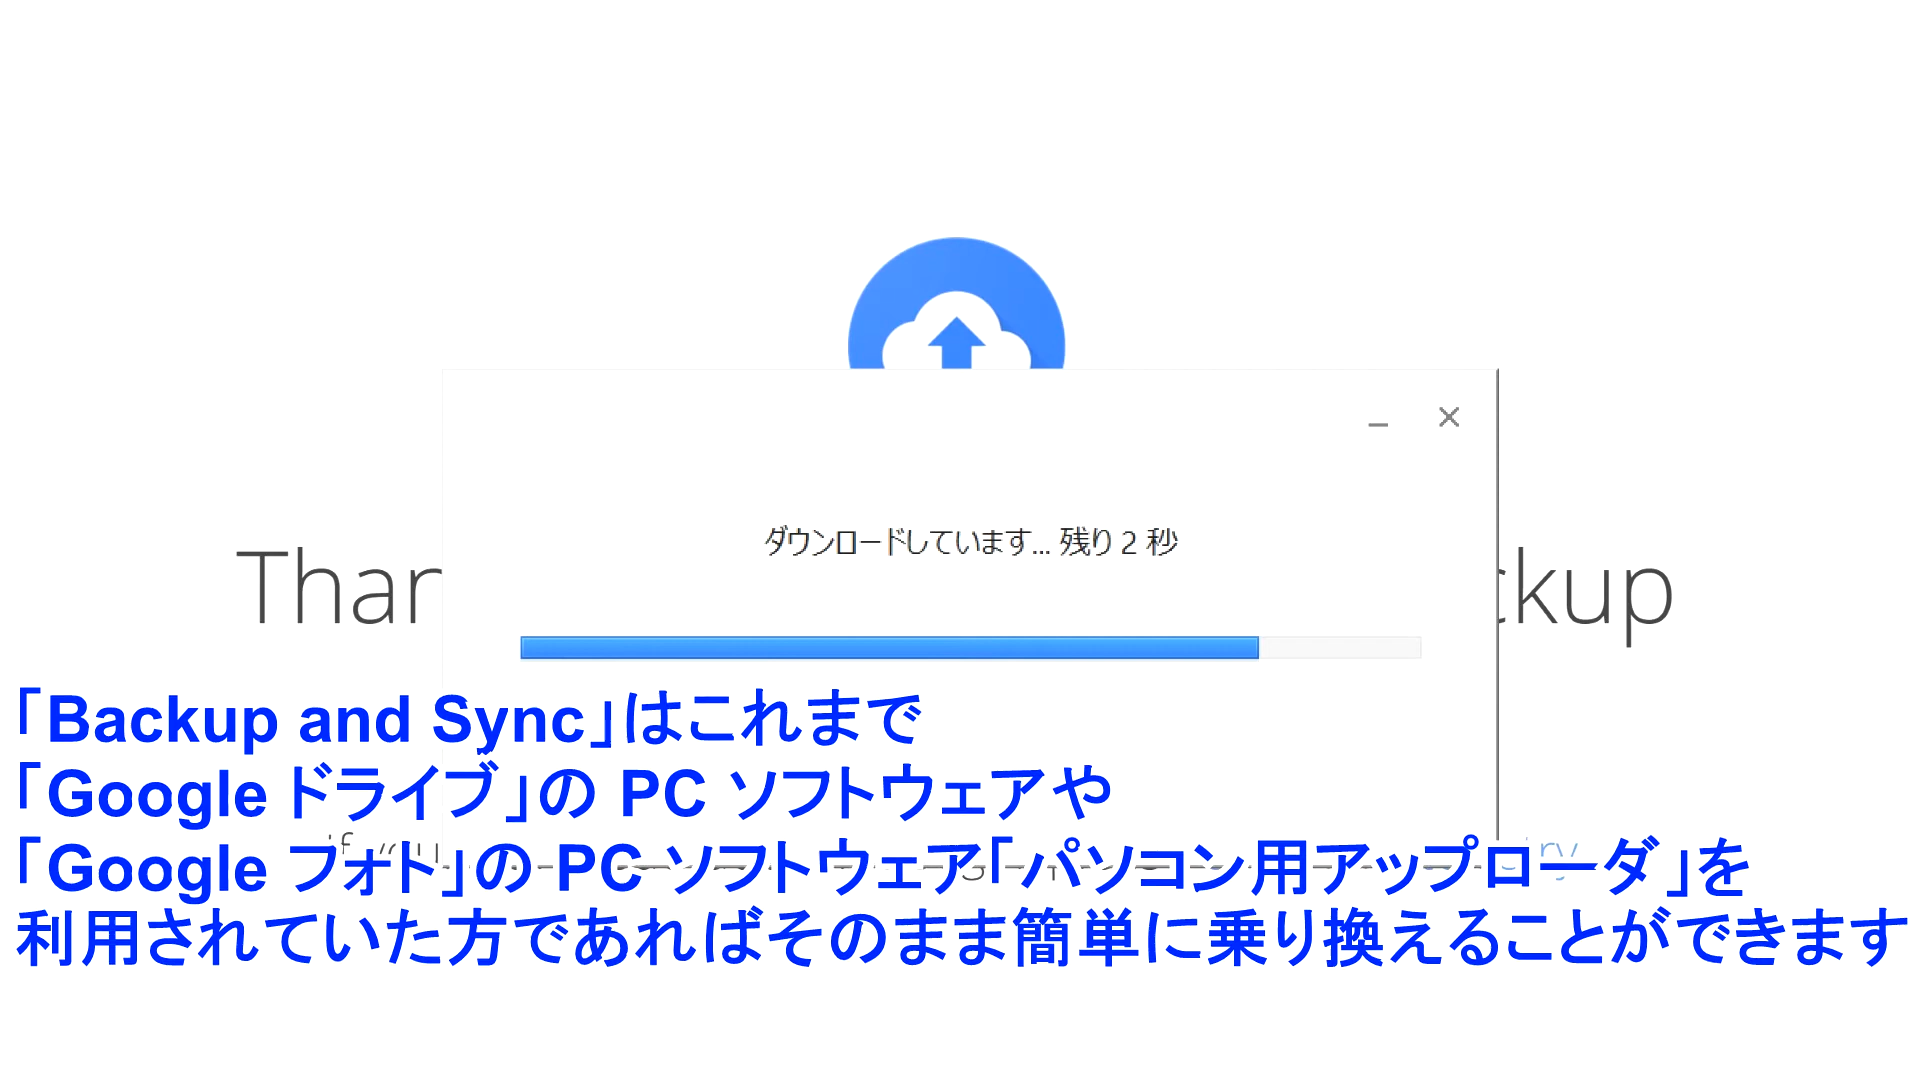 ダウンロードしています... 残り 2 秒
「Backup and Sync」はこれまで
「Google ドライブ」の PC ソフトウェアや
「Google フォト」の PC ソフトウェア「パソコン用アップローダ」を
利用されていた方であればそのまま簡単に乗り換えることができます